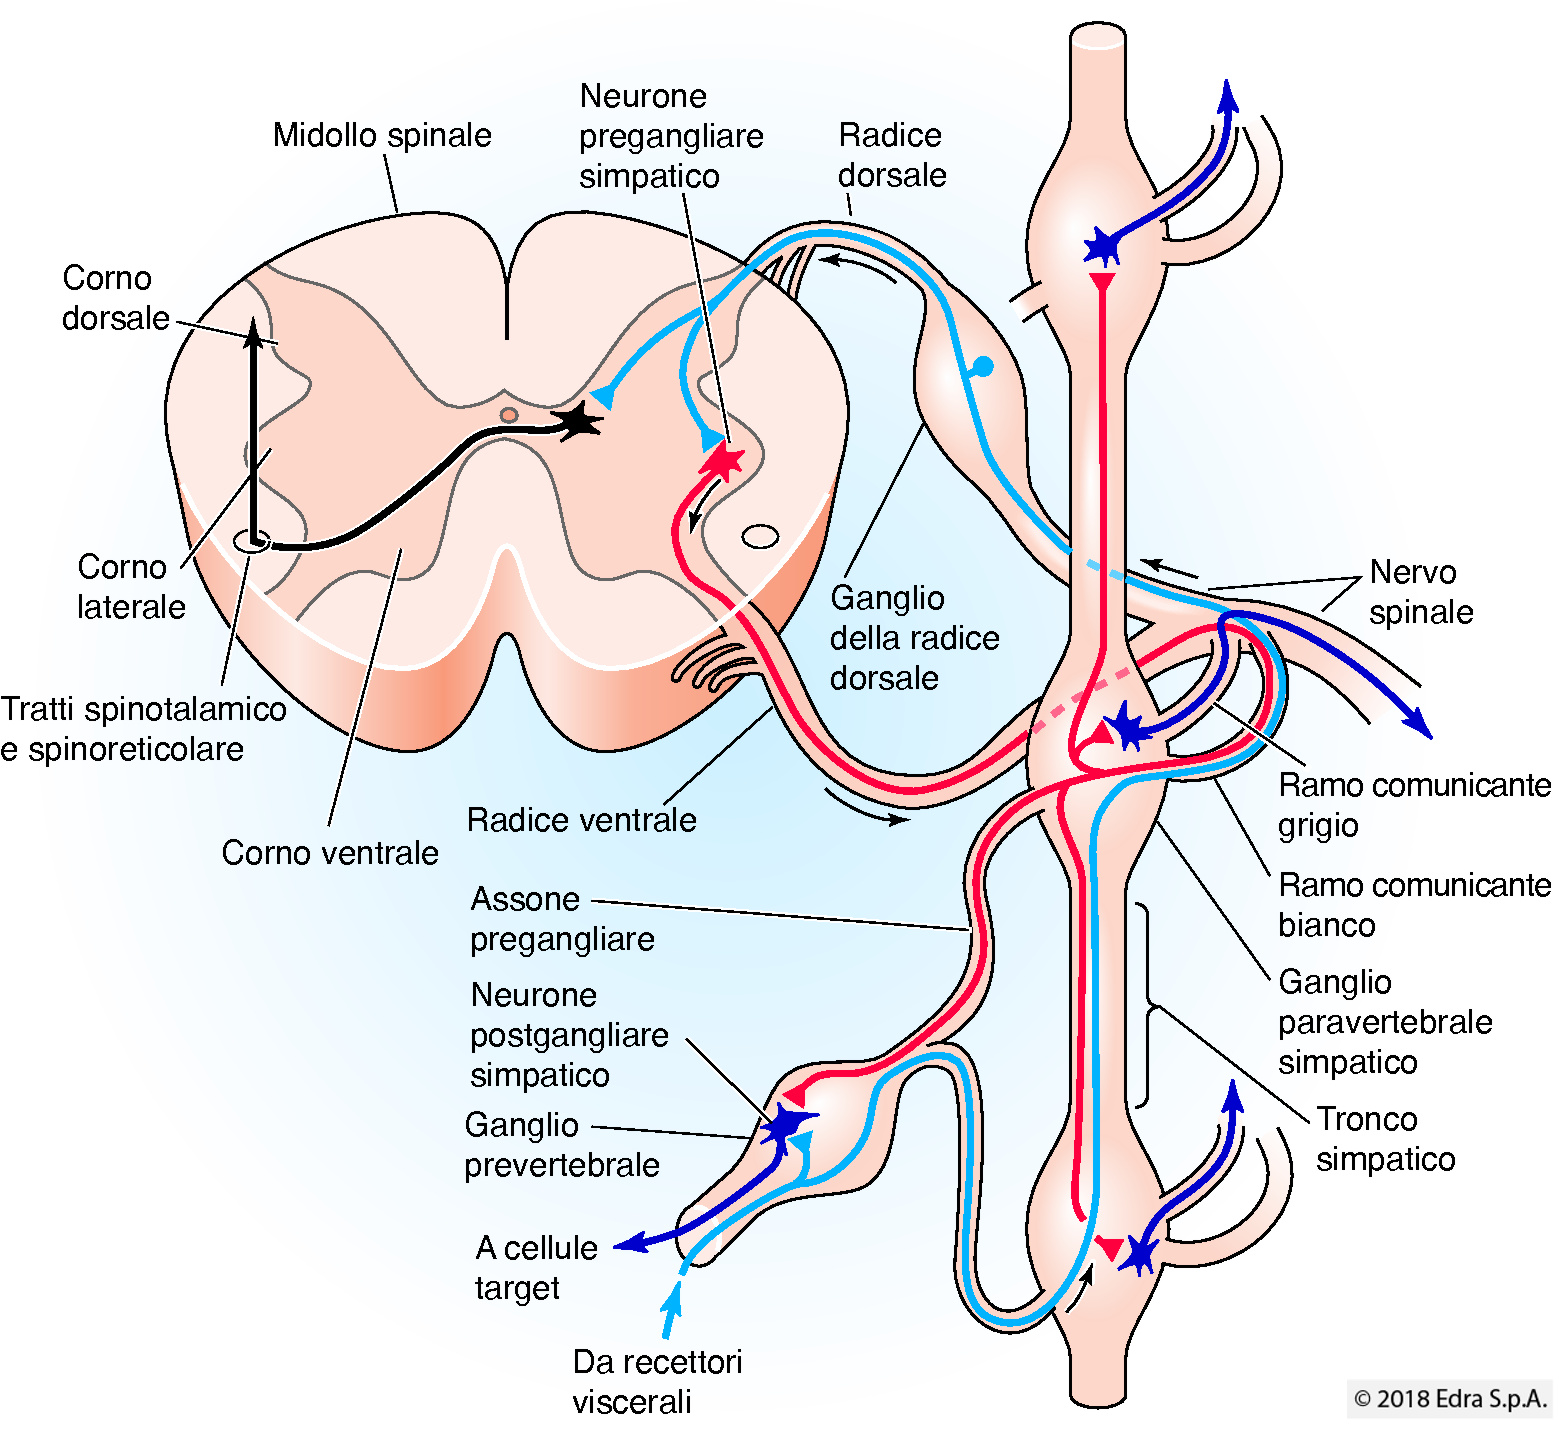 Neurone
pregangliare
simpatico
Midollo spinale
Radice
dorsale
Corno
dorsale
Corno
laterale
Tratti spinotalamico
e spinoreticolare
Corno ventrale
Radice ventrale
Ganglio
della radice
dorsale
Nervo
spinale
Ramo comunicante
grigio
Ramo comunicante
bianco
Ganglio
paravertebrale
simpatico
Tronco
simpatico
Assone
pregangliare
Neurone
postgangliare
simpatico
Ganglio
prevertebrale
A cellule
target
Da recettori
viscerali
© 2018 Edra S.p.A.